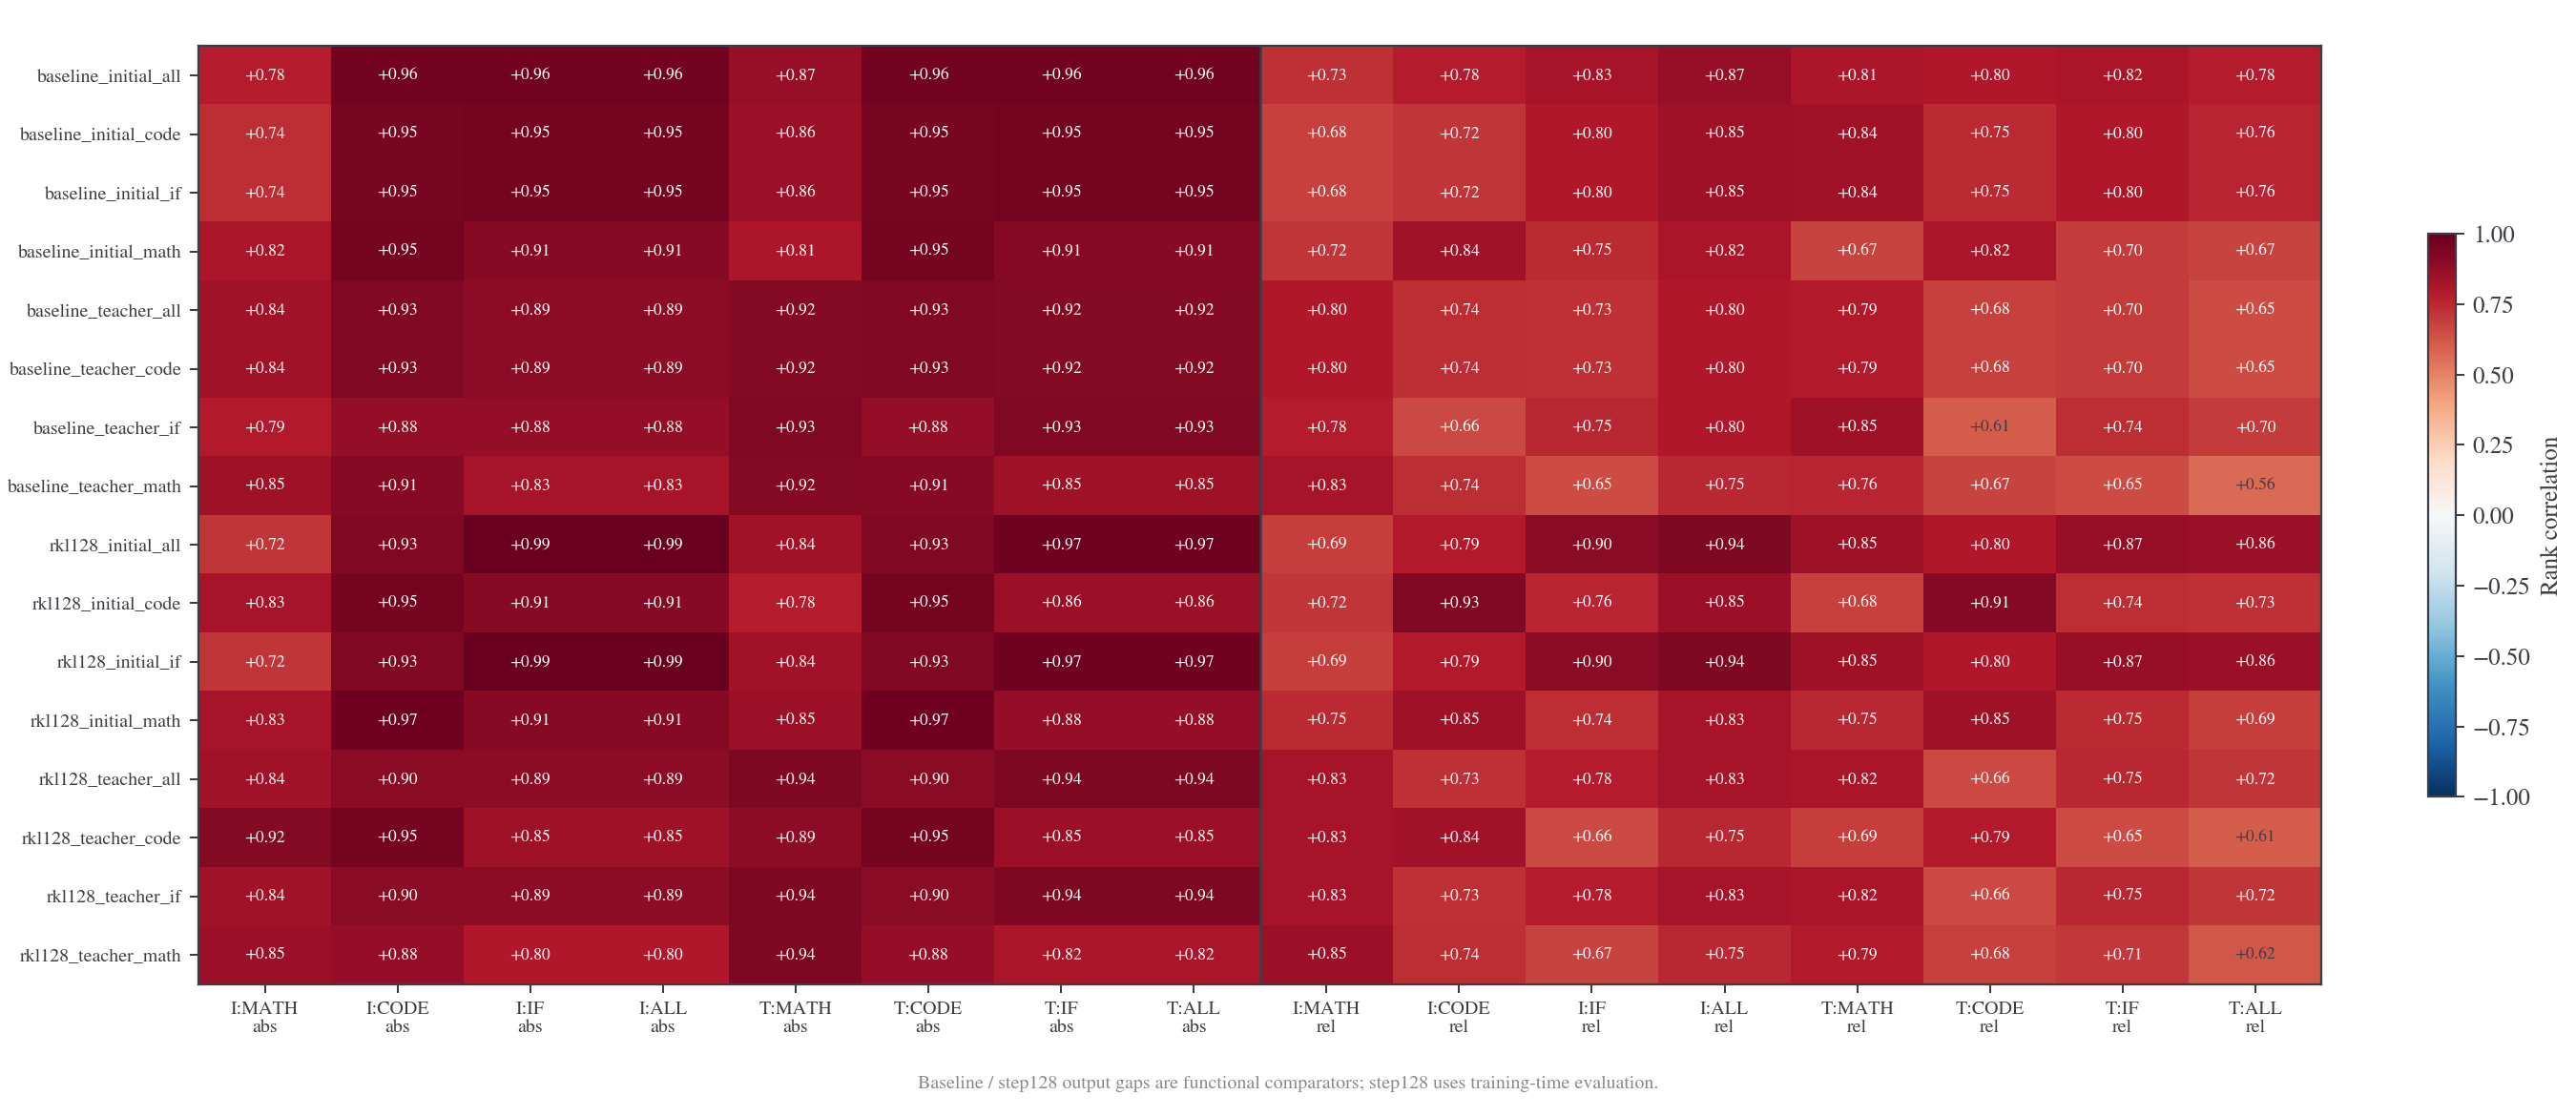 baseline_initial_all +0.78 +0.96 +0.96 +0.96 +0.87 +0.96 +0.96 +0.96 +0.73 +0.78 +0.83 +0.87 +0.81 +0.80 +0.82 +0.78
baseline_initial_code +0.74 +0.95 +0.95 +0.95 +0.86 +0.95 +0.95 +0.95 +0.68 +0.72 +0.80 +0.85 +0.84 +0.75 +0.80 +0.76
baseline_initial_if +0.74 +0.95 +0.95 +0.95 +0.86 +0.95 +0.95 +0.95 +0.68 +0.72 +0.80 +0.85 +0.84 +0.75 +0.80 +0.76
baseline_initial_math +0.82 +0.95 +0.91 +0.91 +0.81 +0.95 +0.91 +0.91 +0.72 +0.84 +0.75 +0.82 +0.67 +0.82 +0.70 +0.67
baseline_teacher_all +0.84 +0.93 +0.89 +0.89 +0.92 +0.93 +0.92 +0.92 +0.80 +0.74 +0.73 +0.80 +0.79 +0.68 +0.70 +0.65
baseline_teacher_code +0.84 +0.93 +0.89 +0.89 +0.92 +0.93 +0.92 +0.92 +0.80 +0.74 +0.73 +0.80 +0.79 +0.68 +0.70 +0.65
baseline_teacher_if +0.79 +0.88 +0.88 +0.88 +0.93 +0.88 +0.93 +0.93 +0.78 +0.66 +0.75 +0.80 +0.85 +0.61 +0.74 +0.70
baseline_teacher_math +0.85 +0.91 +0.83 +0.83 +0.92 +0.91 +0.85 +0.85 +0.83 +0.74 +0.65 +0.75 +0.76 +0.67 +0.65 +0.56
rkl128_initial_all +0.72 +0.93 +0.99 +0.99 +0.84 +0.93 +0.97 +0.97 +0.69 +0.79 +0.90 +0.94 +0.85 +0.80 +0.87 +0.86
rkl128_initial_code +0.83 +0.95 +0.91 +0.91 +0.78 +0.95 +0.86 +0.86 +0.72 +0.93 +0.76 +0.85 +0.68 +0.91 +0.74 +0.73
rkl128_initial_if +0.72 +0.93 +0.99 +0.99 +0.84 +0.93 +0.97 +0.97 +0.69 +0.79 +0.90 +0.94 +0.85 +0.80 +0.87 +0.86
rkl128_initial_math +0.83 +0.97 +0.91 +0.91 +0.85 +0.97 +0.88 +0.88 +0.75 +0.85 +0.74 +0.83 +0.75 +0.85 +0.75 +0.69
rkl128_teacher_all +0.84 +0.90 +0.89 +0.89 +0.94 +0.90 +0.94 +0.94 +0.83 +0.73 +0.78 +0.83 +0.82 +0.66 +0.75 +0.72
rkl128_teacher_code +0.92 +0.95 +0.85 +0.85 +0.89 +0.95 +0.85 +0.85 +0.83 +0.84 +0.66 +0.75 +0.69 +0.79 +0.65 +0.61
rkl128_teacher_if +0.84 +0.90 +0.89 +0.89 +0.94 +0.90 +0.94 +0.94 +0.83 +0.73 +0.78 +0.83 +0.82 +0.66 +0.75 +0.72
rkl128_teacher_math +0.85 +0.88 +0.80 +0.80 +0.94 +0.88 +0.82 +0.82 +0.85 +0.74 +0.67 +0.75 +0.79 +0.68 +0.71 +0.62
I:MATH I:CODE I:IF I:ALL T:MATH T:CODE T:IF T:ALL I:MATH I:CODE I:IF I:ALL T:MATH T:CODE T:IF T:ALL
abs abs abs abs abs abs abs abs rel rel rel rel rel rel rel rel
1.00
0.75
0.50
0.25
0.00
−0.25
−0.50
−0.75
−1.00
Rank correlation
Baseline / step128 output gaps are functional comparators; step128 uses training-time evaluation.